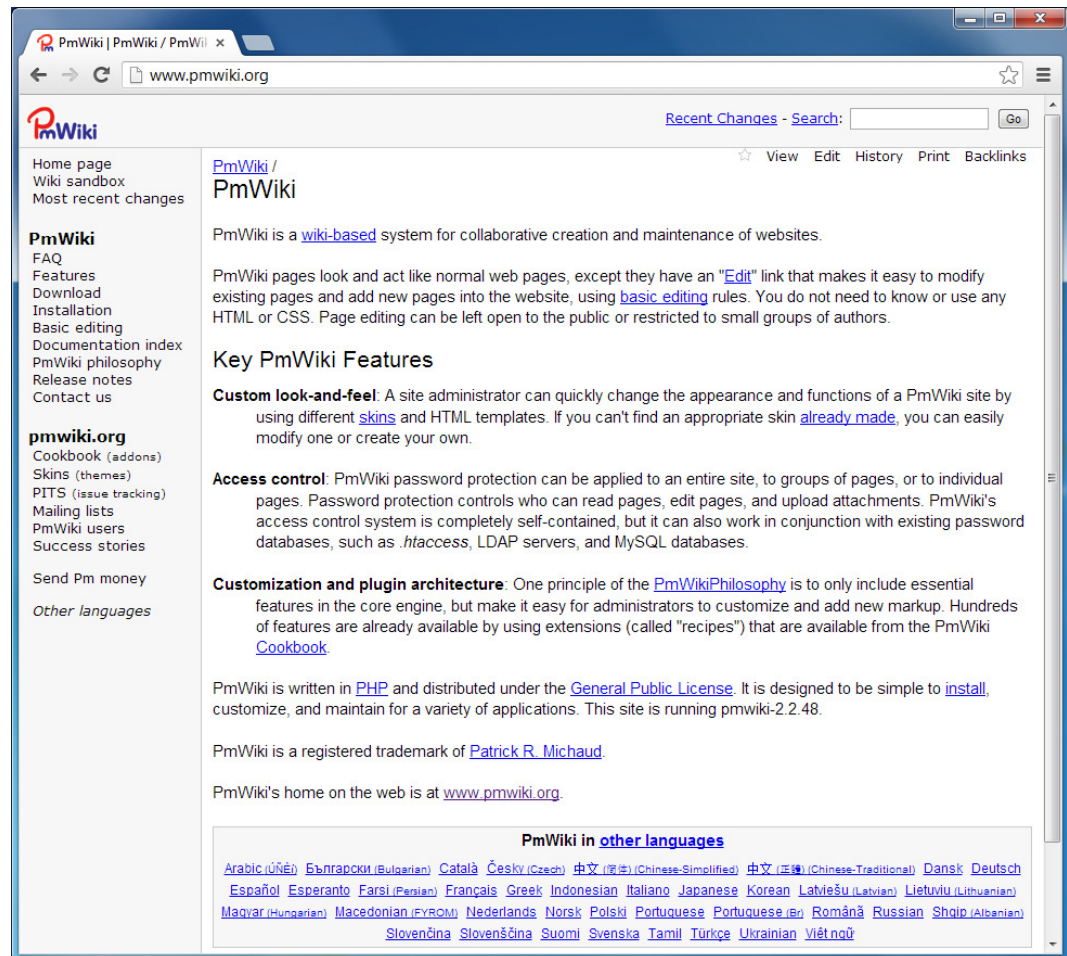 PmWiki | PmWiki / PmWi
www.pmwiki.org
PmWiki
Recent Changes - Search: Go
View Edit History Print Backlinks
Home page
Wiki sandbox
Most recent changes
PmWiki
FAQ
Features
Download
Installation
Basic editing
Documentation index
PmWiki philosophy
Release notes
Contact us
pmwiki.org
Cookbook (addons)
Skins (themes)
PITS (issue tracking)
Mailing lists
PmWiki users
Success stories
Send Pm money
Other languages
PmWiki /
PmWiki
PmWiki is a wiki-based system for collaborative creation and maintenance of websites.
PmWiki pages look and act like normal web pages, except they have an "Edit" link that makes it easy to modify
existing pages and add new pages into the website, using basic editing rules. You do not need to know or use any
HTML or CSS. Page editing can be left open to the public or restricted to small groups of authors.
Key PmWiki Features
Custom look-and-feel: A site administrator can quickly change the appearance and functions of a PmWiki site by
using different skins and HTML templates. If you can't find an appropriate skin already made, you can easily
modify one or create your own.
Access control: PmWiki password protection can be applied to an entire site, to groups of pages, or to individual
pages. Password protection controls who can read pages, edit pages, and upload attachments. PmWiki's
access control system is completely self-contained, but it can also work in conjunction with existing password
databases, such as .htaccess, LDAP servers, and MySQL databases.
Customization and plugin architecture: One principle of the PmWikiPhilosophy is to only include essential
features in the core engine, but make it easy for administrators to customize and add new markup. Hundreds
of features are already available by using extensions (called "recipes") that are available from the PmWiki
Cookbook.
PmWiki is written in PHP and distributed under the General Public License. It is designed to be simple to install,
customize, and maintain for a variety of applications. This site is running pmwiki-2.2.48.
PmWiki is a registered trademark of Patrick R. Michaud.
PmWiki's home on the web is at www.pmwiki.org.
PmWiki in other languages
Arabic (ÚÑÈí) Български (Bulgarian) Català Česky (Czech) 中文 (简体) (Chinese-Simplified) 中文 (正體) (Chinese-Traditional) Dansk Deutsch
Español Esperanto Farsi (Persian) Français Greek Indonesian Italiano Japanese Korean Latviešu (Latvian) Lietuviu (Lithuanian)
Magyar (Hungarian) Macedonian (FYROM) Nederlands Norsk Polski Portuguese Portuguese (Br) Română Russian Shqip (Albanian)
Slovenčina Slovenščina Suomi Svenska Tamil Türkçe Ukrainian Việt ngữ